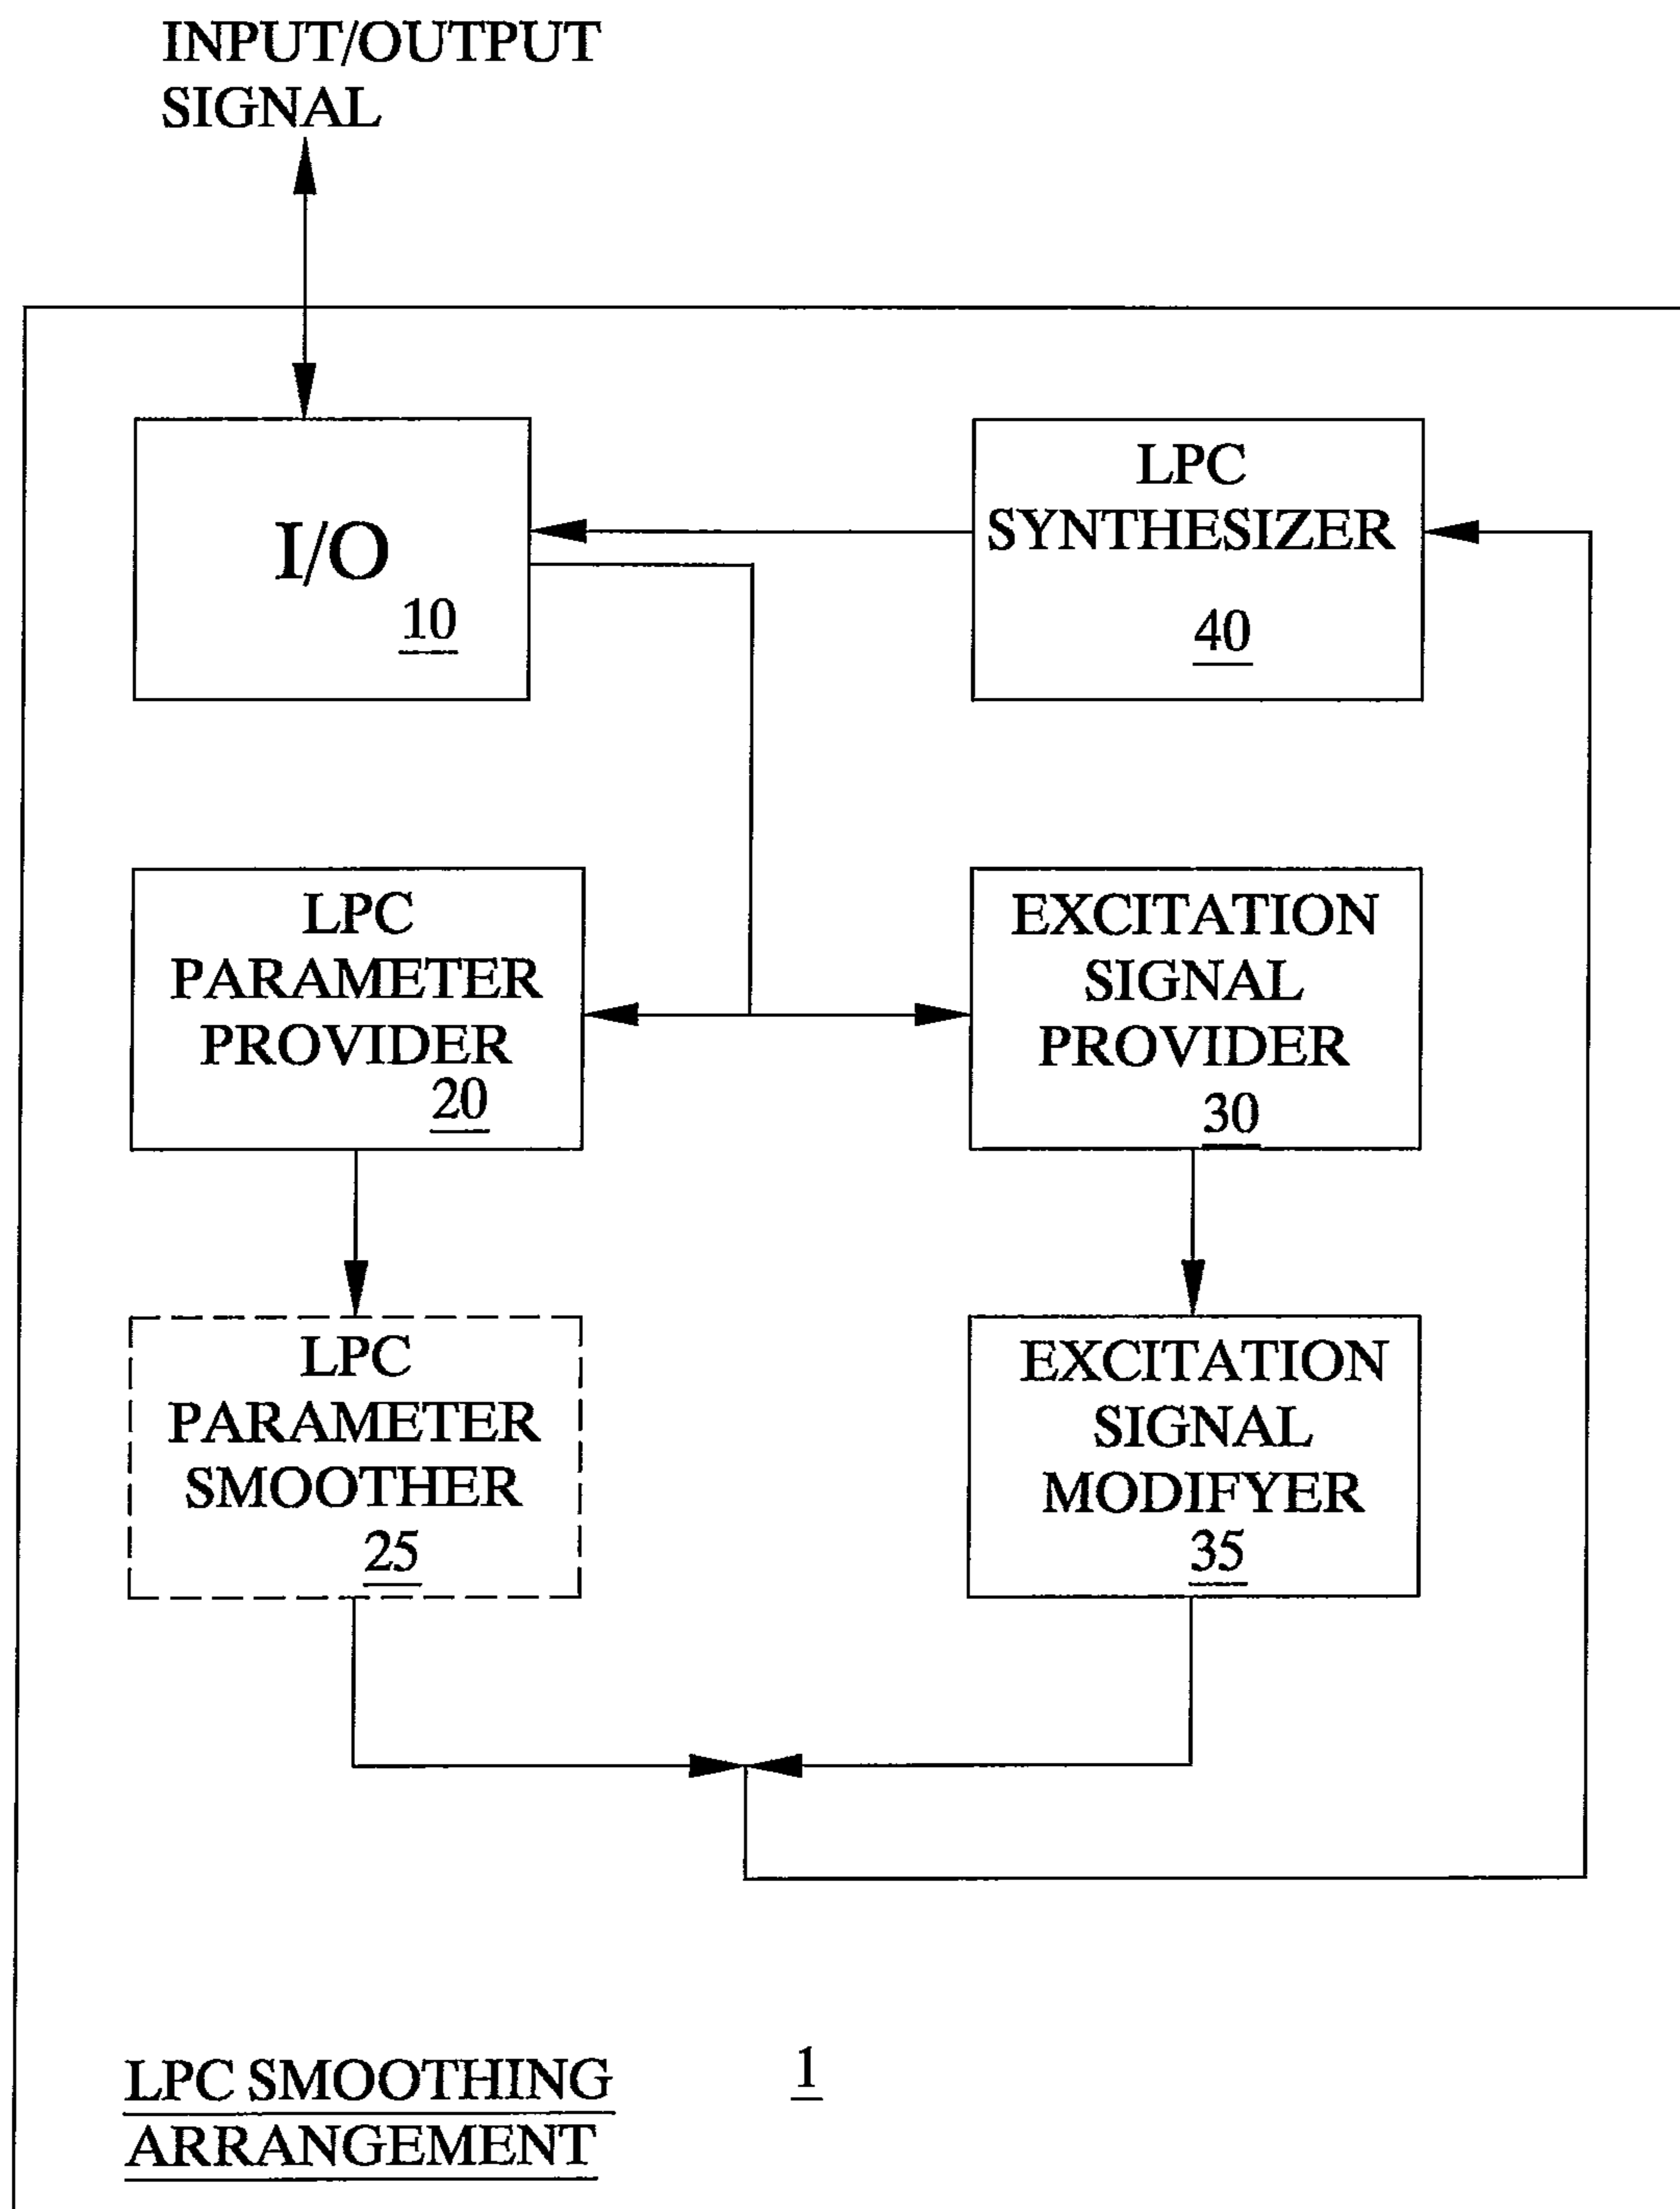 INPUT/OUTPUT
SIGNAL
I/O
10
LPC
SYNTHESIZER
40
LPC
PARAMETER
PROVIDER
20
EXCITATION
SIGNAL
PROVIDER
30
LPC
PARAMETER
SMOOTHER
25
EXCITATION
SIGNAL
MODIFYER
35
LPC SMOOTHING
ARRANGEMENT
1